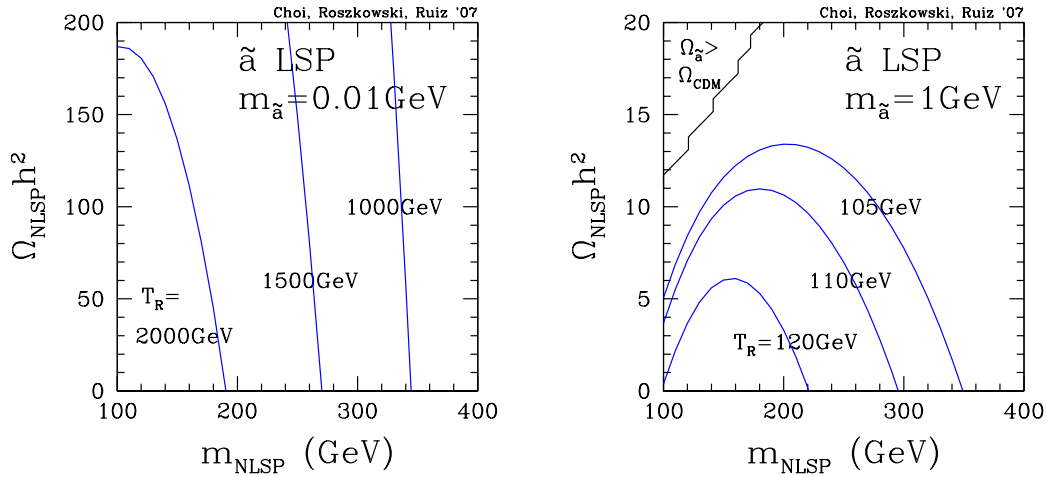 Choi, Roszkowski, Ruiz '07
ã LSP
m_ã=0.01GeV
200
150
100
50
0
Ω_NLSP h²
1000GeV
1500GeV
T_R=
2000GeV
100
200
300
400
m_NLSP (GeV)
Choi, Roszkowski, Ruiz '07
Ω_ã>
Ω_CDM
ã LSP
m_ã=1GeV
20
15
10
5
0
Ω_NLSP h²
105GeV
110GeV
T_R=120GeV
100
200
300
400
m_NLSP (GeV)